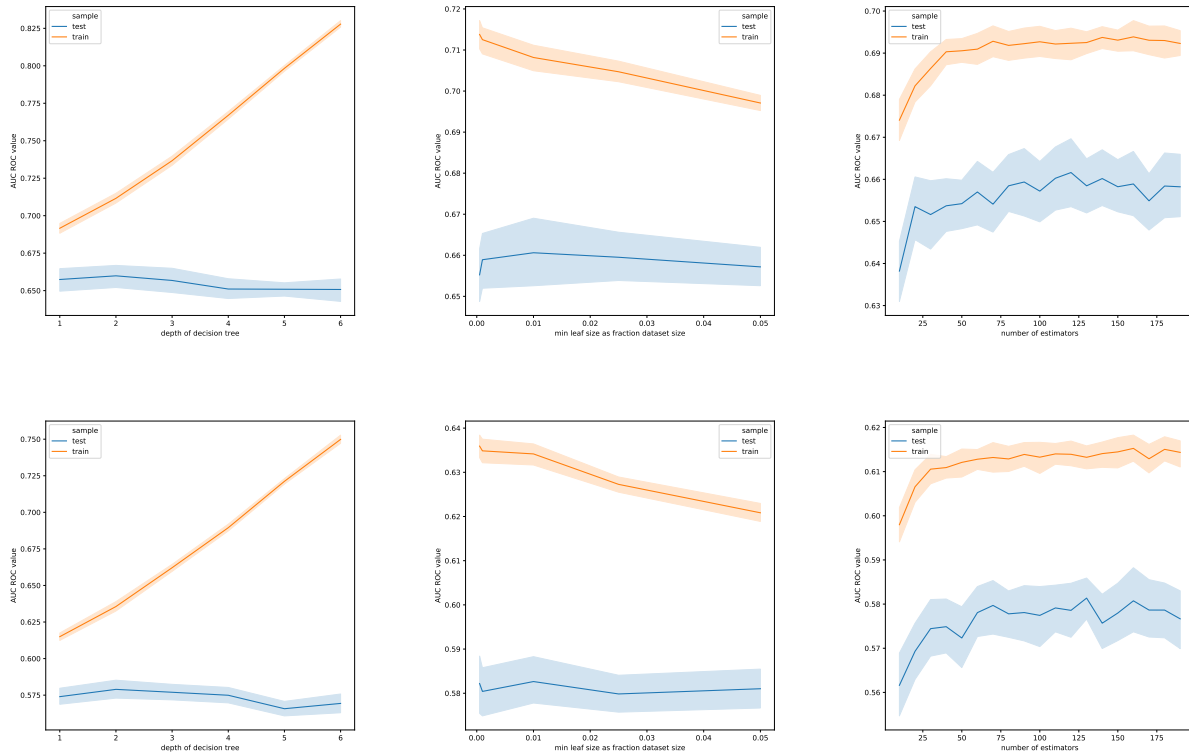 sample
test
train
0.825
0.800
0.775
0.750
0.725
0.700
0.675
0.650
AUC ROC value
1 2 3 4 5 6
depth of decision tree
sample
test
train
0.72
0.71
0.70
0.69
0.68
0.67
0.66
0.65
AUC ROC value
0.00 0.01 0.02 0.03 0.04 0.05
min leaf size as fraction dataset size
sample
test
train
0.70
0.69
0.68
0.67
0.66
0.65
0.64
0.63
AUC ROC value
25 50 75 100 125 150 175
number of estimators
sample
test
train
0.750
0.725
0.700
0.675
0.650
0.625
0.600
0.575
AUC ROC value
1 2 3 4 5 6
depth of decision tree
sample
test
train
0.64
0.63
0.62
0.61
0.60
0.59
0.58
AUC ROC value
0.00 0.01 0.02 0.03 0.04 0.05
min leaf size as fraction dataset size
sample
test
train
0.62
0.61
0.60
0.59
0.58
0.57
0.56
AUC ROC value
25 50 75 100 125 150 175
number of estimators